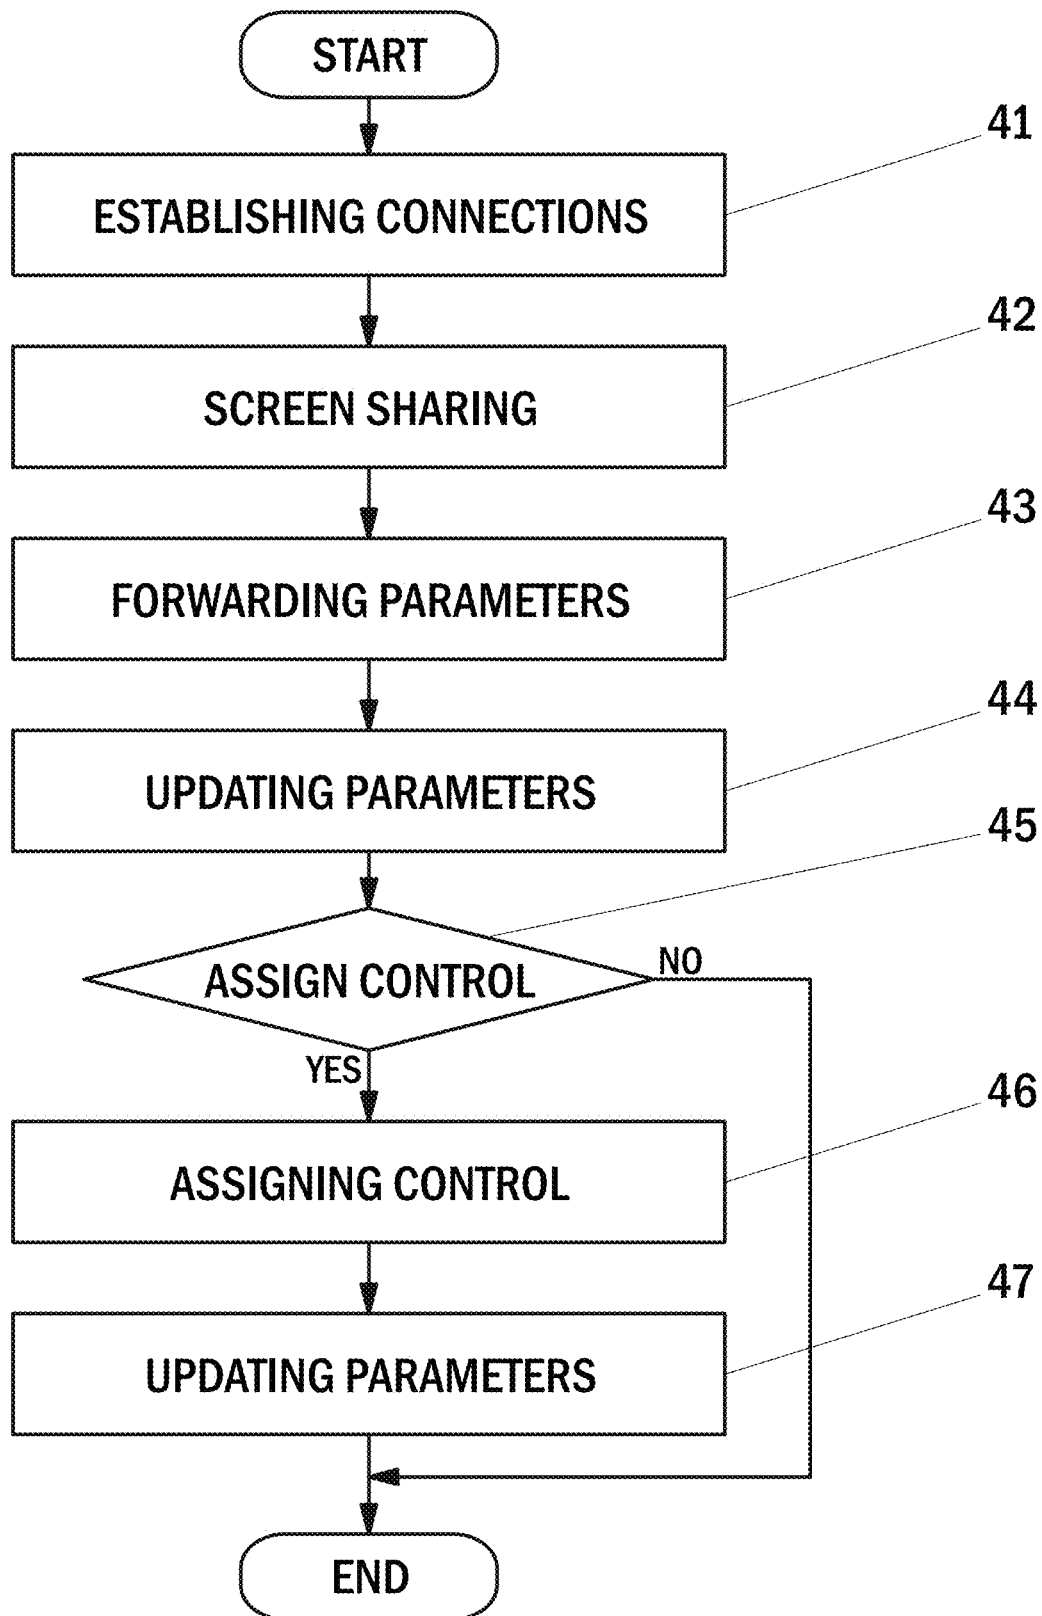 START
41
ESTABLISHING CONNECTIONS
42
SCREEN SHARING
43
FORWARDING PARAMETERS
44
UPDATING PARAMETERS
45
ASSIGN CONTROL
NO
YES
46
ASSIGNING CONTROL
47
UPDATING PARAMETERS
END